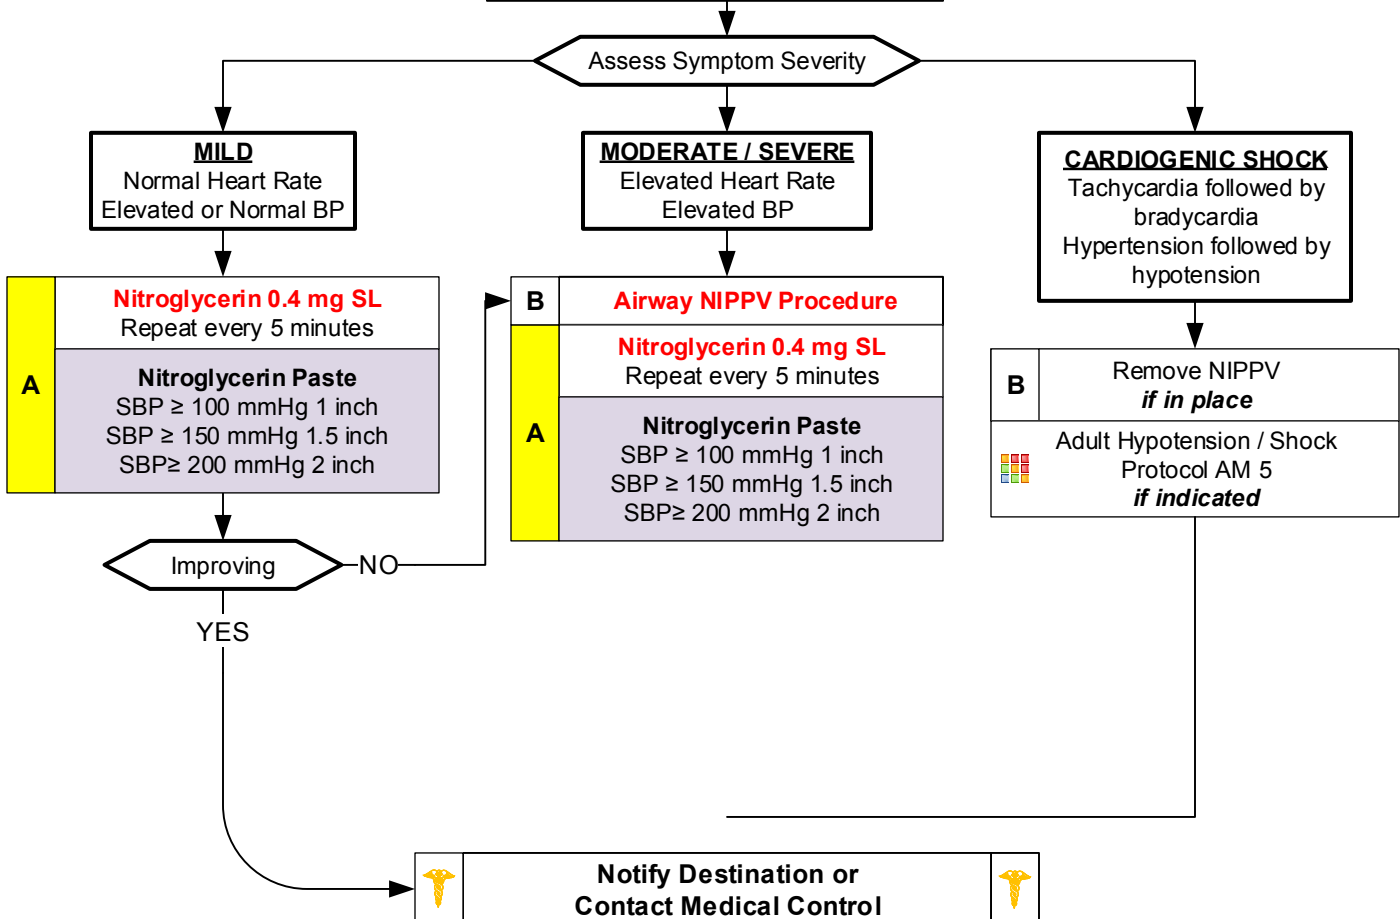 Assess Symptom Severity
MILD
Normal Heart Rate
Elevated or Normal BP
MODERATE / SEVERE
Elevated Heart Rate
Elevated BP
CARDIOGENIC SHOCK
Tachycardia followed by
bradycardia
Hypertension followed by
hypotension
A
Nitroglycerin 0.4 mg SL
Repeat every 5 minutes
Nitroglycerin Paste
SBP ≥ 100 mmHg 1 inch
SBP ≥ 150 mmHg 1.5 inch
SBP≥ 200 mmHg 2 inch
B
Airway NIPPV Procedure
A
Nitroglycerin 0.4 mg SL
Repeat every 5 minutes
Nitroglycerin Paste
SBP ≥ 100 mmHg 1 inch
SBP ≥ 150 mmHg 1.5 inch
SBP≥ 200 mmHg 2 inch
B
Remove NIPPV
if in place
Adult Hypotension / Shock
Protocol AM 5
if indicated
Improving
NO
YES
Notify Destination or
Contact Medical Control